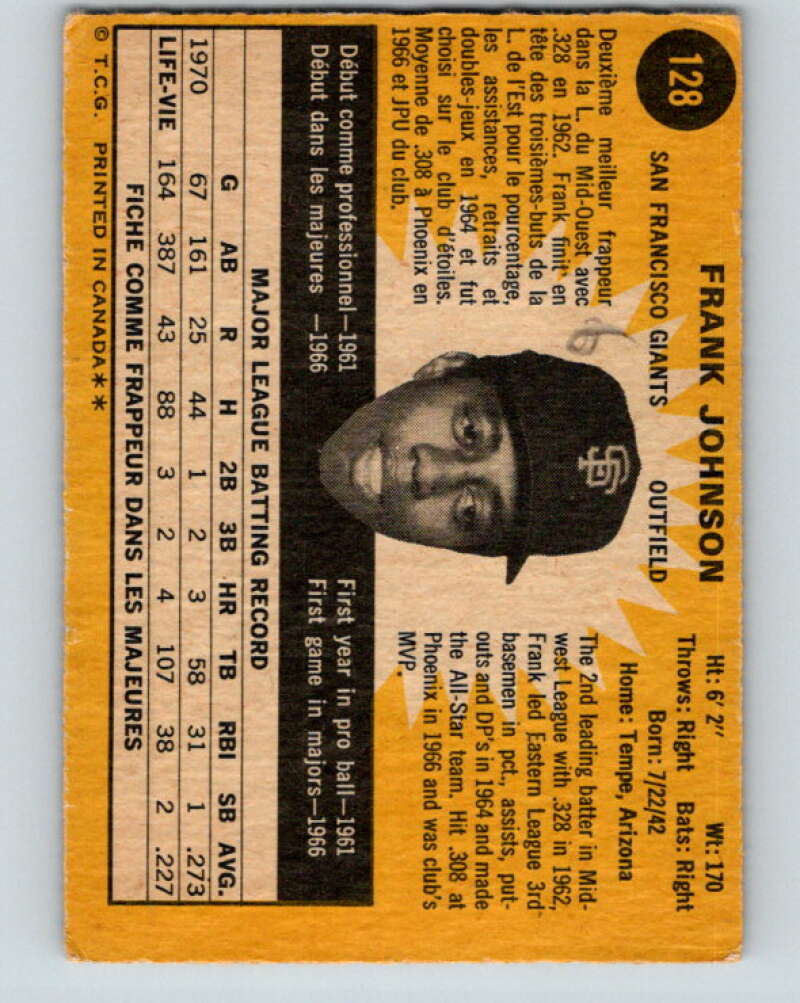 128
FRANK JOHNSON
SAN FRANCISCO GIANTS OUTFIELD
Ht: 6' 2" Wt: 170
Throws: Right Bats: Right
Born: 7/22/42
Home: Tempe, Arizona
Deuxième meilleur frappeur
dans la L. du Mid-Ouest avec
.328 en 1962. Frank finit en
tête des troisièmes-buts de la
L. de l'Est pour le pourcentage,
les assistances, retraits et
doubles-jeux en 1964 et fut
choisi sur le club d'étoiles.
Moyenne de .308 à Phoenix en
1966 et JPU du club.
SF
The 2nd leading batter in Mid-
west League with .328 in 1962,
Frank led Eastern League 3rd
basemen in pct., assists, put-
outs and DP's in 1964 and made
the All-Star team. Hit .308 at
Phoenix in 1966 and was club's
MVP.
Début comme professionnel—1961
Début dans les majeures —1966
First year in pro ball—1961
First game in majors—1966
MAJOR LEAGUE BATTING RECORD
G AB R H 2B 3B HR TB RBI SB AVG.
1970 67 161 25 44 1 2 3 58 31 1 .273
LIFE-VIE 164 387 43 88 3 2 4 107 38 2 .227
FICHE COMME FRAPPEUR DANS LES MAJEURES
© T.C.G. PRINTED IN CANADA**